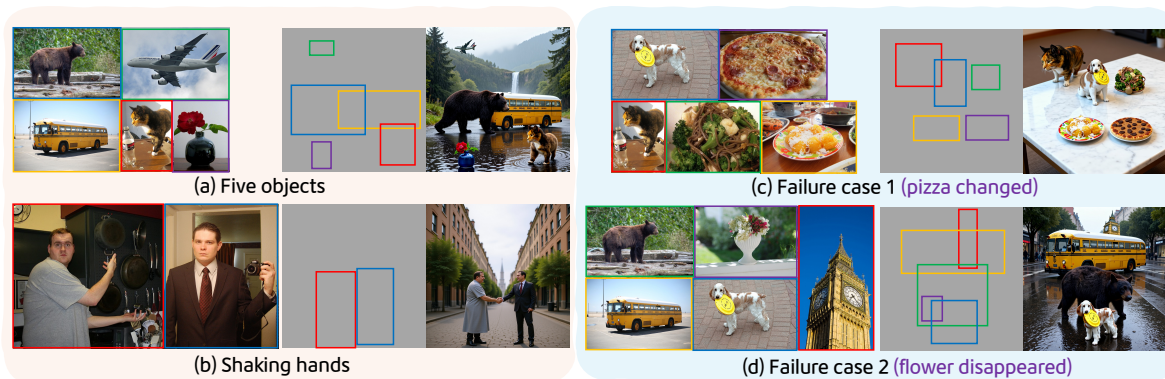 (a) Five objects
(b) Shaking hands
(c) Failure case 1 (pizza changed)
(d) Failure case 2 (flower disappeared)